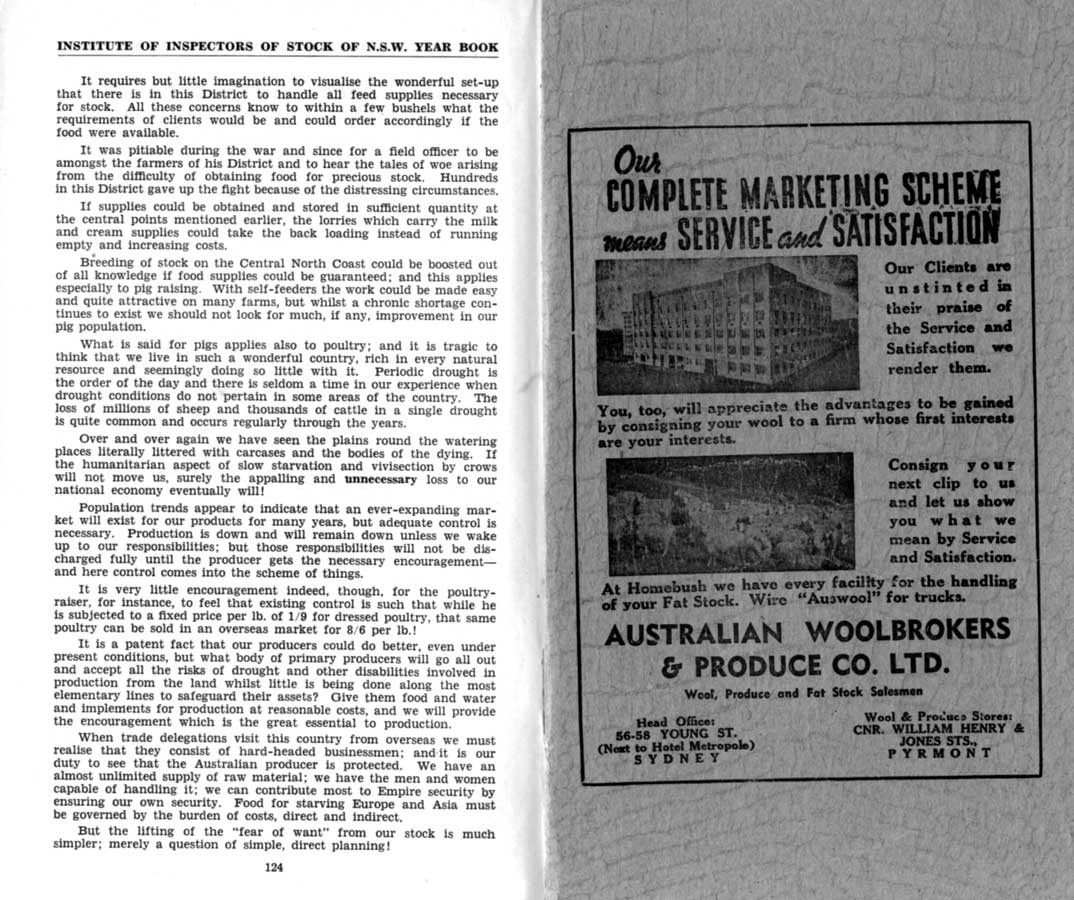 INSTITUTE OF INSPECTORS OF STOCK OF N.S.W. YEAR BOOK
It requires but little imagination to visualise the wonderful set-up
that there is in this District to handle all feed supplies necessary
for stock. All these concerns know to within a few bushels what the
requirements of clients would be and could order accordingly if the
food were available.
It was pitiable during the war and since for a field officer to be
amongst the farmers of his District and to hear the tales of woe arising
from the difficulty of obtaining food for precious stock. Hundreds
in this District gave up the fight because of the distressing circumstances.
If supplies could be obtained and stored in sufficient quantity at
the central points mentioned earlier, the lorries which carry the milk
and cream supplies could take the back loading instead of running
empty and increasing costs.
Breeding of stock on the Central North Coast could be boosted out
of all knowledge if food supplies could be guaranteed; and this applies
especially to pig raising. With self-feeders the work could be made easy
and quite attractive on many farms, but whilst a chronic shortage con-
tinues to exist we should not look for much, if any, improvement in our
pig population.
What is said for pigs applies also to poultry; and it is tragic to
think that we live in such a wonderful country, rich in every natural
resource and seemingly doing so little with it. Periodic drought is
the order of the day and there is seldom a time in our experience when
drought conditions do not pertain in some areas of the country. The
loss of millions of sheep and thousands of cattle in a single drought
is quite common and occurs regularly through the years.
Over and over again we have seen the plains round the watering
places literally littered with carcases and the bodies of the dying. If
the humanitarian aspect of slow starvation and vivisection by crows
will not move us, surely the appalling and unnecessary loss to our
national economy eventually will!
Population trends appear to indicate that an ever-expanding mar-
ket will exist for our products for many years, but adequate control is
necessary. Production is down and will remain down unless we wake
up to our responsibilities; but those responsibilities will not be dis-
charged fully until the producer gets the necessary encouragement—
and here control comes into the scheme of things.
It is very little encouragement indeed, though, for the poultry-
raiser, for instance, to feel that existing control is such that while he
is subjected to a fixed price per lb. of 1/9 for dressed poultry, that same
poultry can be sold in an overseas market for 8/6 per lb.!
It is a patent fact that our producers could do better, even under
present conditions, but what body of primary producers will go all out
and accept all the risks of drought and other disabilities involved in
production from the land whilst little is being done along the most
elementary lines to safeguard their assets? Give them food and water
and implements for production at reasonable costs, and we will provide
the encouragement which is the great essential to production.
When trade delegations visit this country from overseas we must
realise that they consist of hard-headed businessmen; and it is our
duty to see that the Australian producer is protected. We have an
almost unlimited supply of raw material; we have the men and women
capable of handling it; we can contribute most to Empire security by
ensuring our own security. Food for starving Europe and Asia must
be governed by the burden of costs, direct and indirect.
But the lifting of the "fear of want" from our stock is much
simpler; merely a question of simple, direct planning!
124
Our
COMPLETE MARKETING SCHEME
means SERVICE and SATISFACTION
Our Clients are
unstinted in
their praise of
the Service and
Satisfaction we
render them.
You, too, will appreciate the advantages to be gained
by consigning your wool to a firm whose first interests
are your interests.
Consign your
next clip to us
and let us show
you what we
mean by Service
and Satisfaction.
At Homebush we have every facility for the handling
of your Fat Stock. Wire "Auswool" for trucks.
AUSTRALIAN WOOLBROKERS
& PRODUCE CO. LTD.
Wool, Produce and Fat Stock Salesmen
Head Office:
56-58 YOUNG ST.
(Next to Hotel Metropole)
SYDNEY
Wool & Produce Stores:
CNR. WILLIAM HENRY &
JONES STS.,
PYRMONT